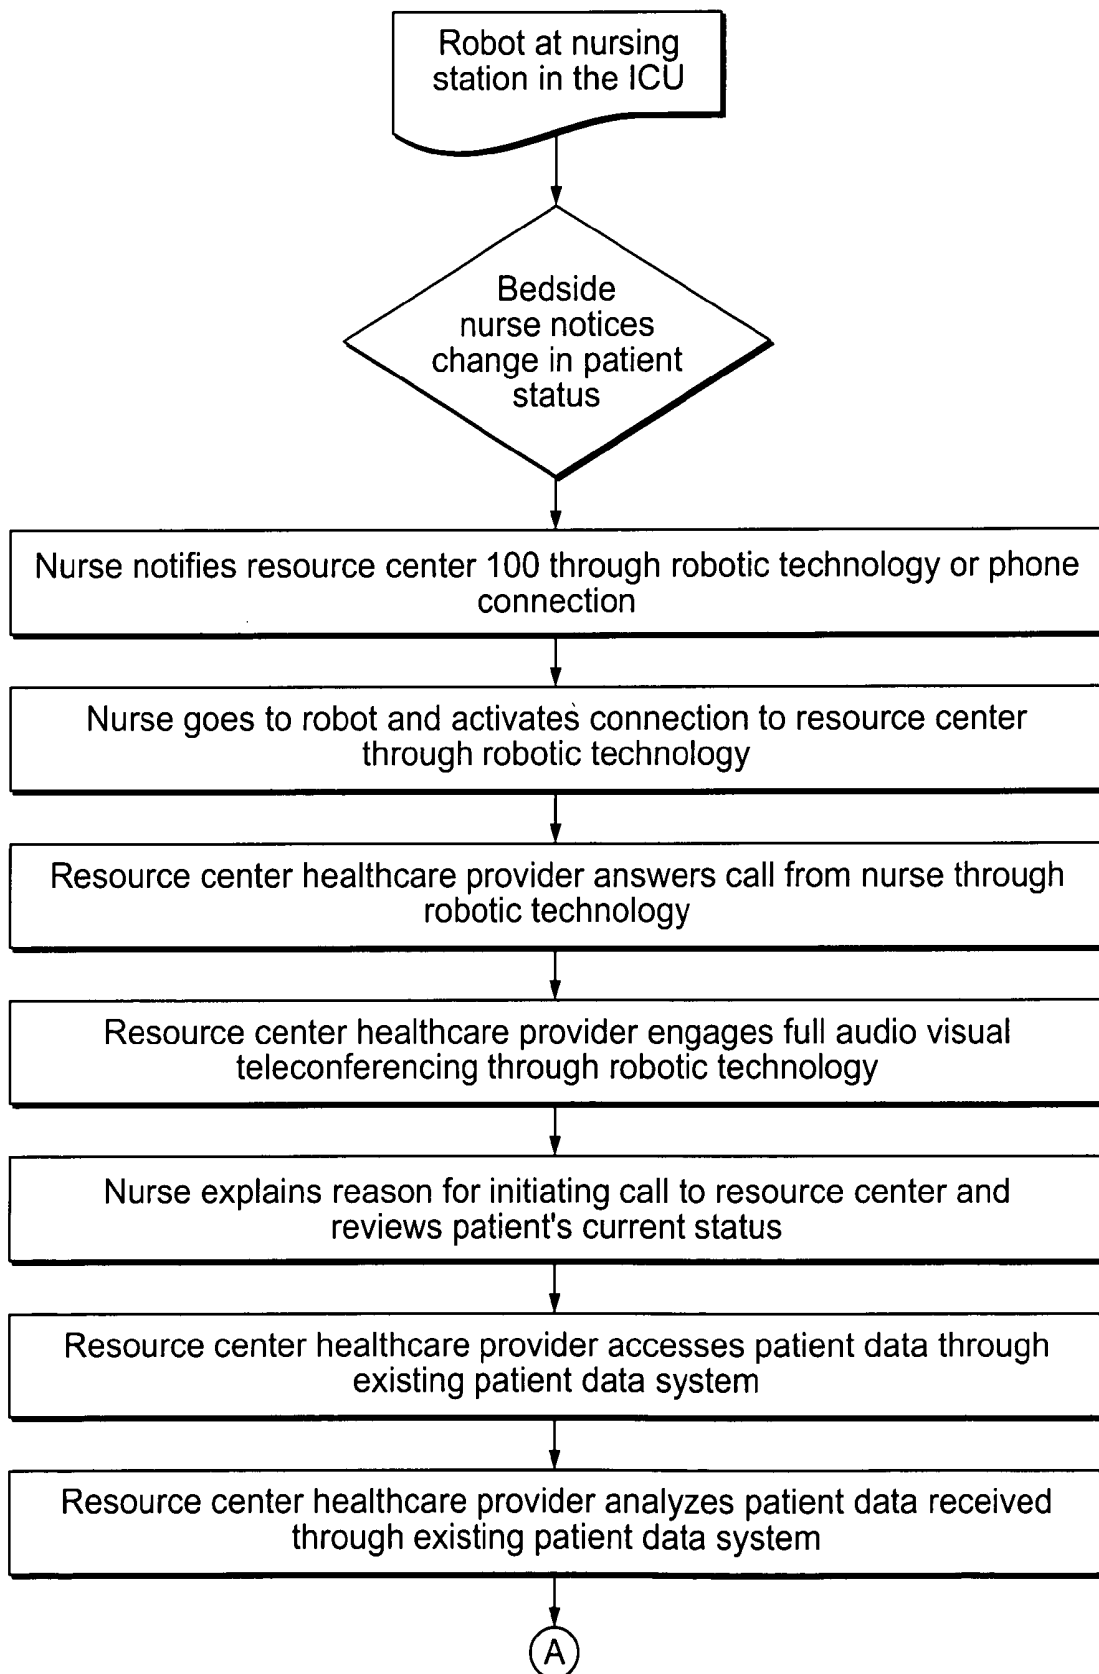 Robot at nursing
station in the ICU
Bedside
nurse notices
change in patient
status
Nurse notifies resource center 100 through robotic technology or phone
connection
Nurse goes to robot and activates connection to resource center
through robotic technology
Resource center healthcare provider answers call from nurse through
robotic technology
Resource center healthcare provider engages full audio visual
teleconferencing through robotic technology
Nurse explains reason for initiating call to resource center and
reviews patient's current status
Resource center healthcare provider accesses patient data through
existing patient data system
Resource center healthcare provider analyzes patient data received
through existing patient data system
A